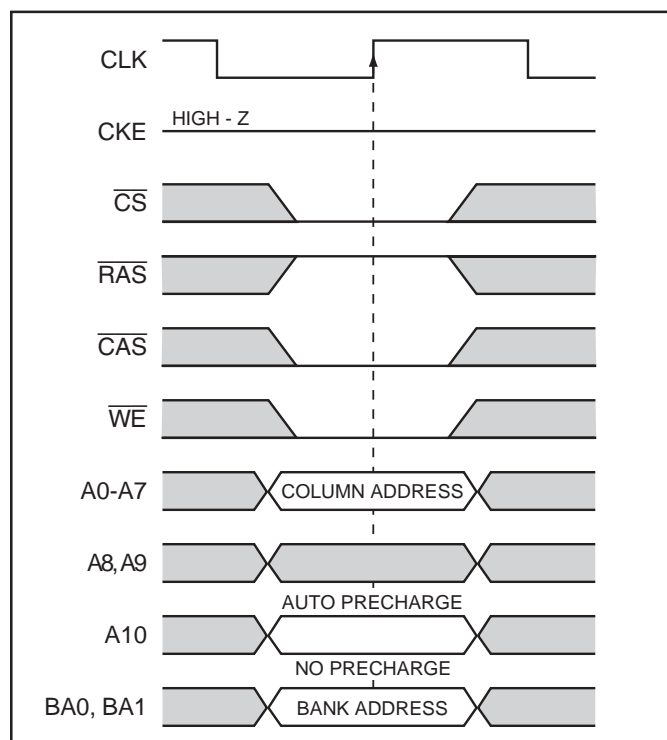 CLK
CKE HIGH - Z
CS
RAS
CAS
WE
A0-A7 COLUMN ADDRESS
A8, A9
AUTO PRECHARGE
A10
NO PRECHARGE
BA0, BA1 BANK ADDRESS